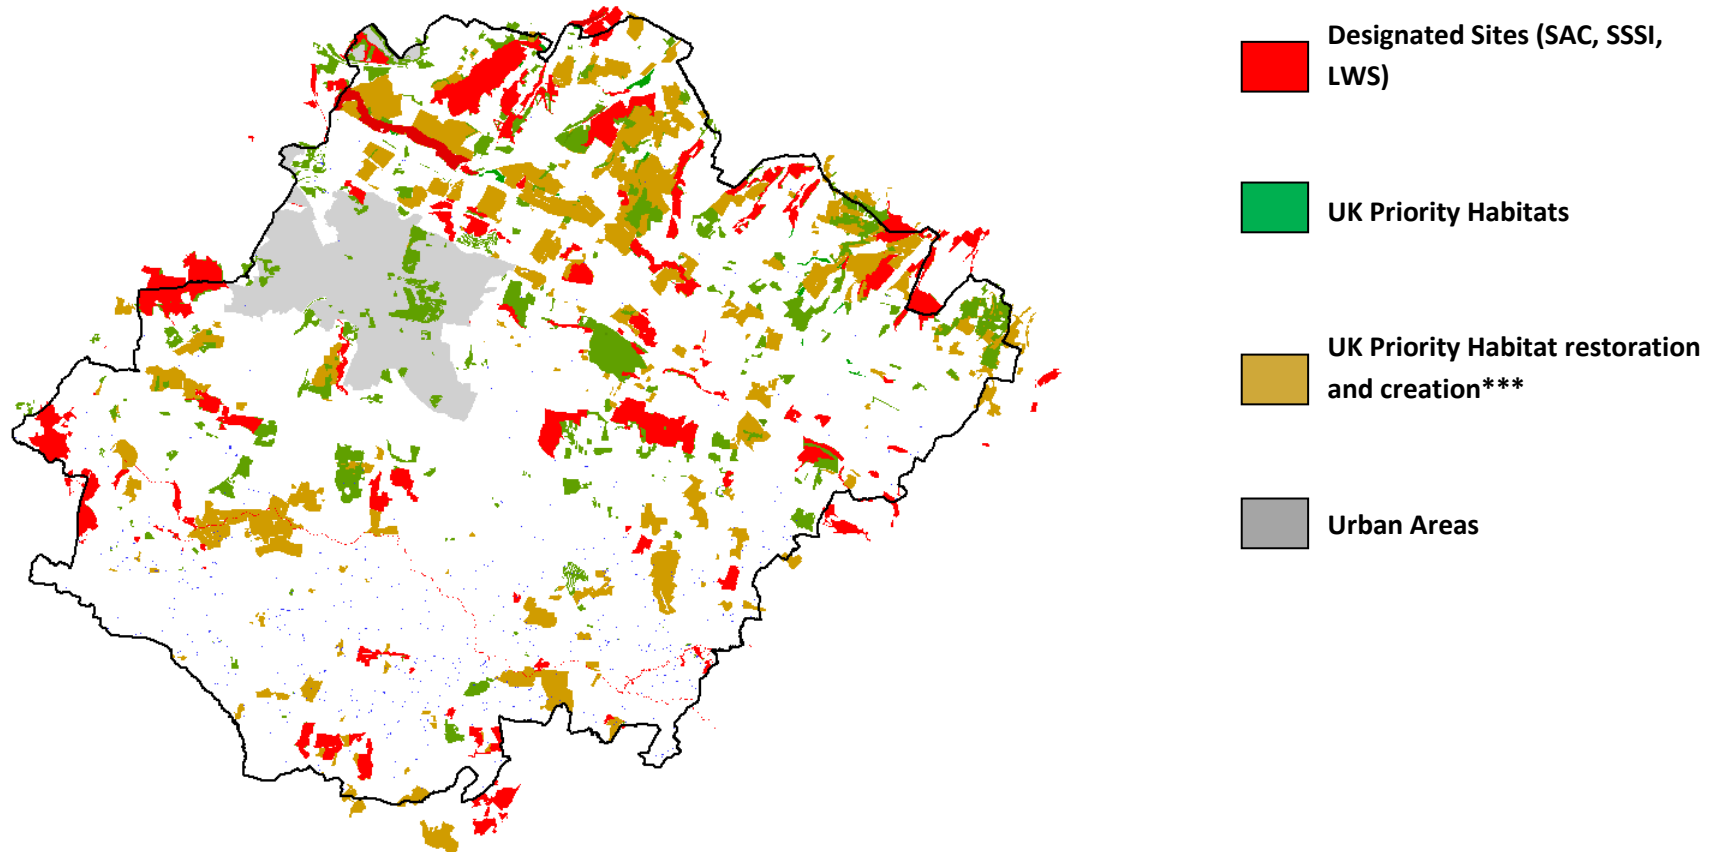 Designated Sites (SAC, SSSI,
LWS)
UK Priority Habitats
UK Priority Habitat restoration
and creation***
Urban Areas